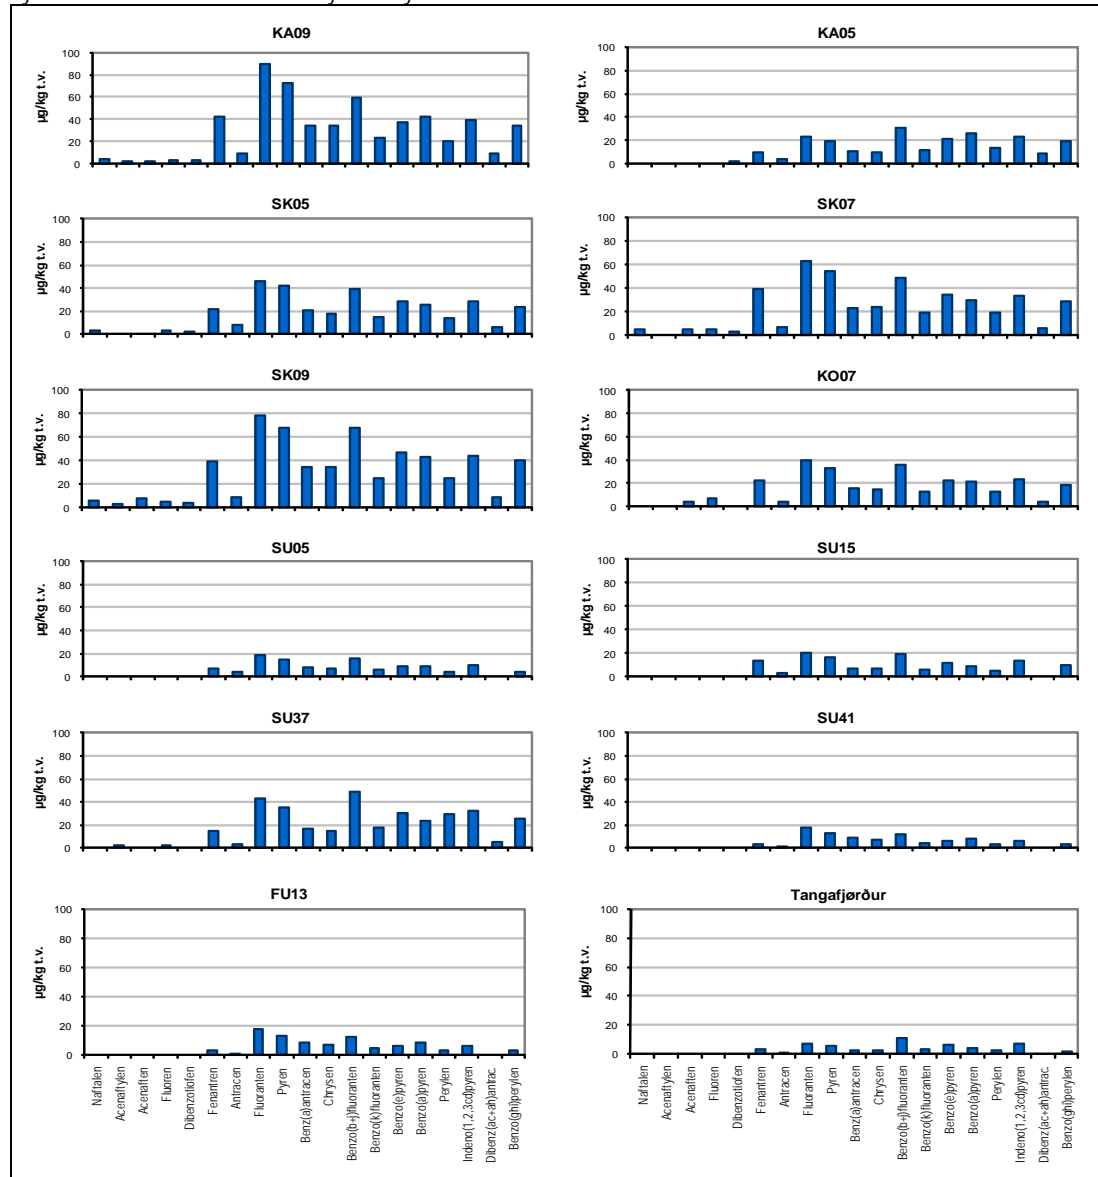 KA09
µg/kg t.v.
100
80
60
40
20
0
KA05
µg/kg t.v.
100
80
60
40
20
0
SK05
µg/kg t.v.
100
80
60
40
20
0
SK07
µg/kg t.v.
100
80
60
40
20
0
SK09
µg/kg t.v.
100
80
60
40
20
0
KO07
µg/kg t.v.
100
80
60
40
20
0
SU05
µg/kg t.v.
100
80
60
40
20
0
SU15
µg/kg t.v.
100
80
60
40
20
0
SU37
µg/kg t.v.
100
80
60
40
20
0
SU41
µg/kg t.v.
100
80
60
40
20
0
FU13
µg/kg t.v.
100
80
60
40
20
0
Naftalen
Acenaftylen
Acenaften
Fluoren
Dibenzotiofen
Fenantren
Antracen
Fluoranten
Pyren
Benz(a)antracen
Chrysen
Benzo(b+j)fluoranten
Benzo(k)fluoranten
Benzo(e)pyren
Benzo(a)pyren
Perylen
Indeno(1,2,3cd)pyren
Dibenz(ac+ah)antrac.
Benzo(ghi)perylen
Tangafjørður
µg/kg t.v.
100
80
60
40
20
0
Naftalen
Acenaftylen
Acenaften
Fluoren
Dibenzotiofen
Fenantren
Antracen
Fluoranten
Pyren
Benz(a)antracen
Chrysen
Benzo(b+j)fluoranten
Benzo(k)fluoranten
Benzo(e)pyren
Benzo(a)pyren
Perylen
Indeno(1,2,3cd)pyren
Dibenz(ac+ah)antrac.
Benzo(ghi)perylen